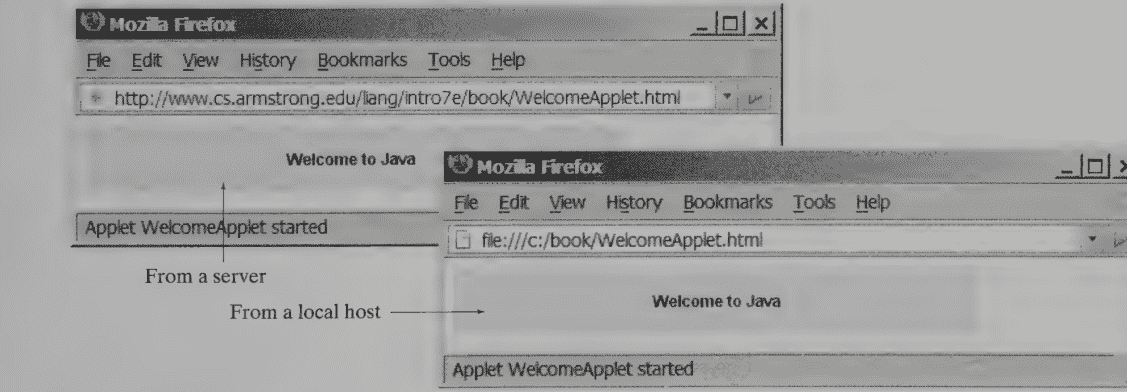 Mozilla Firefox
File Edit View History Bookmarks Tools Help
http://www.cs.armstrong.edu/liang/intro7e/book/WelcomeApplet.html
Welcome to Java
Applet WelcomeApplet started
From a server
Mozilla Firefox
File Edit View History Bookmarks Tools Help
file:///c:/book/WelcomeApplet.html
Welcome to Java
Applet WelcomeApplet started
From a local host